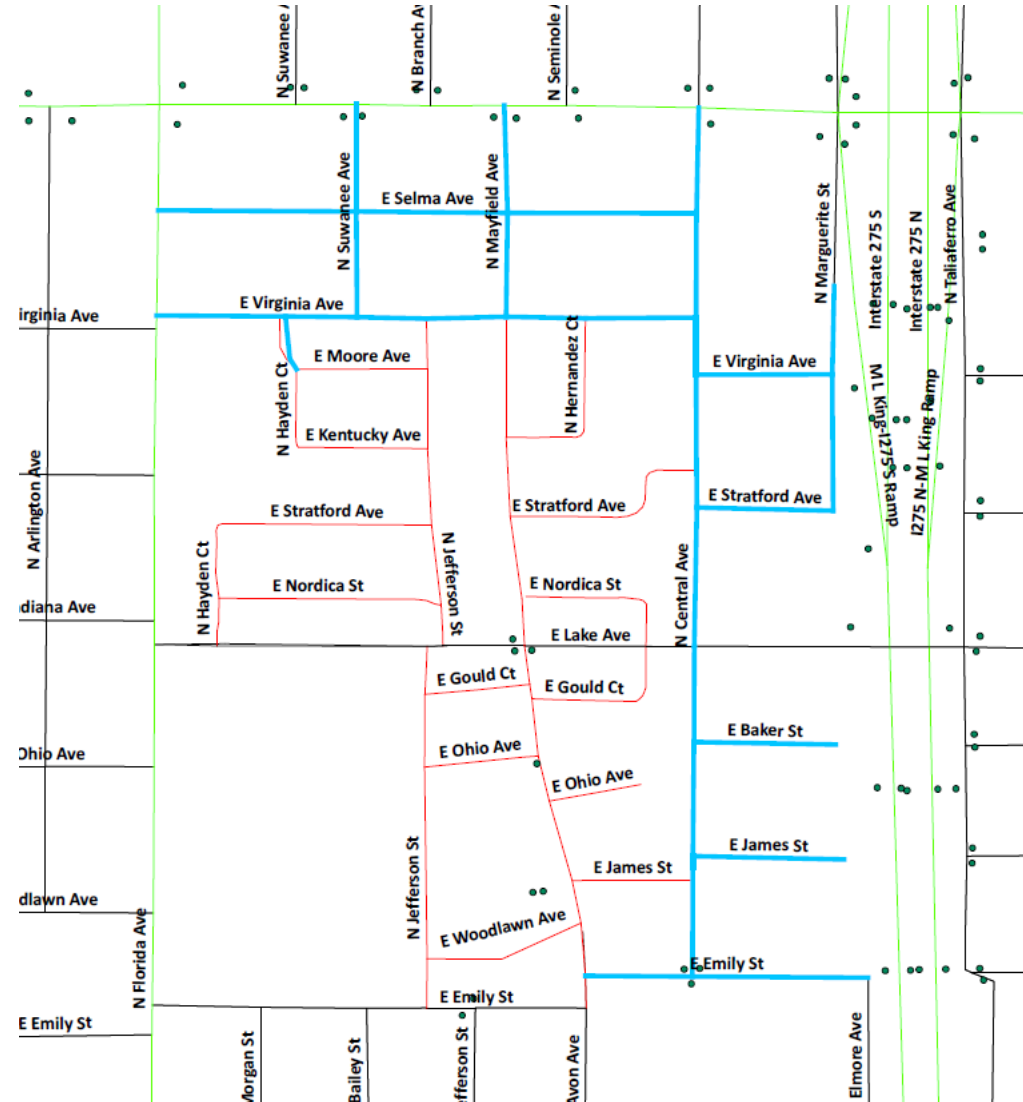 N Suwanee A
N Branch Av
N Seminole A
N Suwanee Ave
E Selma Ave
N Mayfield Ave
N Marguerite St
Interstate 275 S
Interstate 275 N
N Taliaferro Ave
irginia Ave
E Virginia Ave
E Moore Ave
N Hayden Ct
N Hernandez Ct
E Virginia Ave
M L King-I275 S Ramp
I275 N-M L King Ramp
E Kentucky Ave
N Arlington Ave
E Stratford Ave
E Stratford Ave
E Stratford Ave
N Hayden Ct
N Jefferson St
E Nordica St
E Nordica St
N Central Ave
diana Ave
E Lake Ave
E Gould Ct
E Gould Ct
E Baker St
Ohio Ave
E Ohio Ave
E Ohio Ave
E James St
E James St
N Jefferson St
dlawn Ave
E Woodlawn Ave
N Florida Ave
E Emily St
E Emily St
E Emily St
Morgan St
Bailey St
efferson St
Avon Ave
Elmore Ave